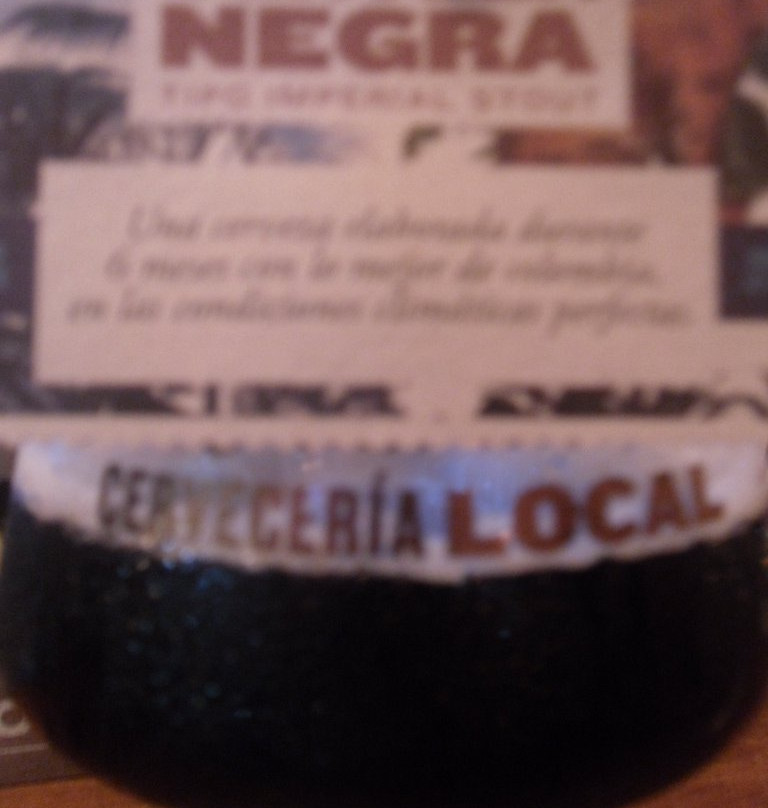 NEGRA
TIPO IMPERIAL STOUT
Una cerveza elaborada durante
6 meses con lo mejor de colombia,
en las condiciones climáticas perfectas.
CERVECERÍA LOCAL